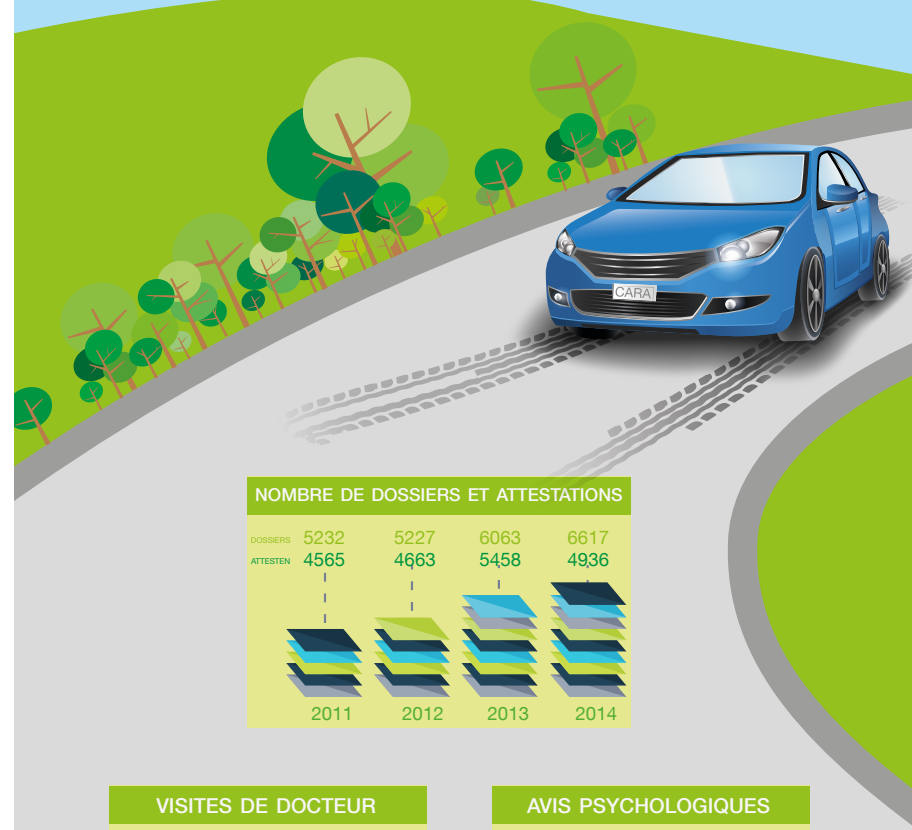 CARA
NOMBRE DE DOSSIERS ET ATTESTATIONS
DOSSIERS 5232 5227 6063 6617
ATTESTEN 4565 4663 5458 4936
2011 2012 2013 2014
VISITES DE DOCTEUR AVIS PSYCHOLOGIQUES